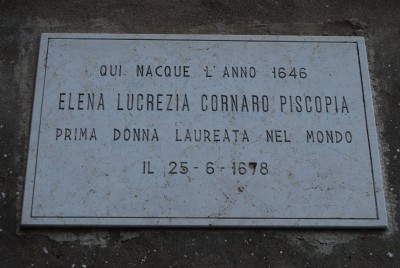 QUI NACQUE L'ANNO 1646
ELENA LUCREZIA CORNARO PISCOPIA
PRIMA DONNA LAUREATA NEL MONDO
IL 25-6-1678